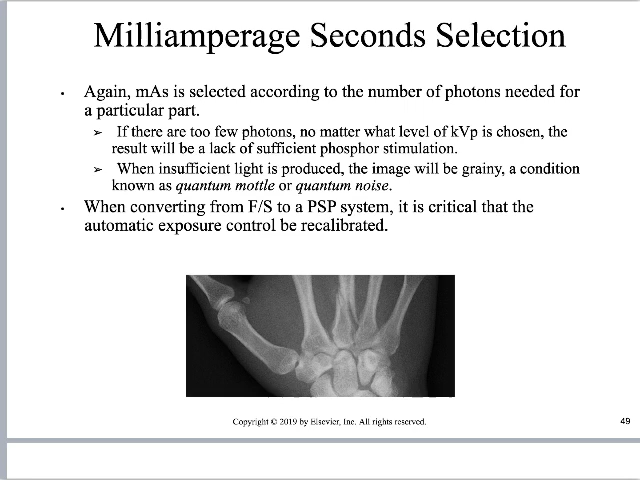 Milliamperage Seconds Selection
• Again, mAs is selected according to the number of photons needed for
a particular part.
➢ If there are too few photons, no matter what level of kVp is chosen, the
result will be a lack of sufficient phosphor stimulation.
➢ When insufficient light is produced, the image will be grainy, a condition
known as quantum mottle or quantum noise.
• When converting from F/S to a PSP system, it is critical that the
automatic exposure control be recalibrated.
Copyright © 2019 by Elsevier, Inc. All rights reserved.
49